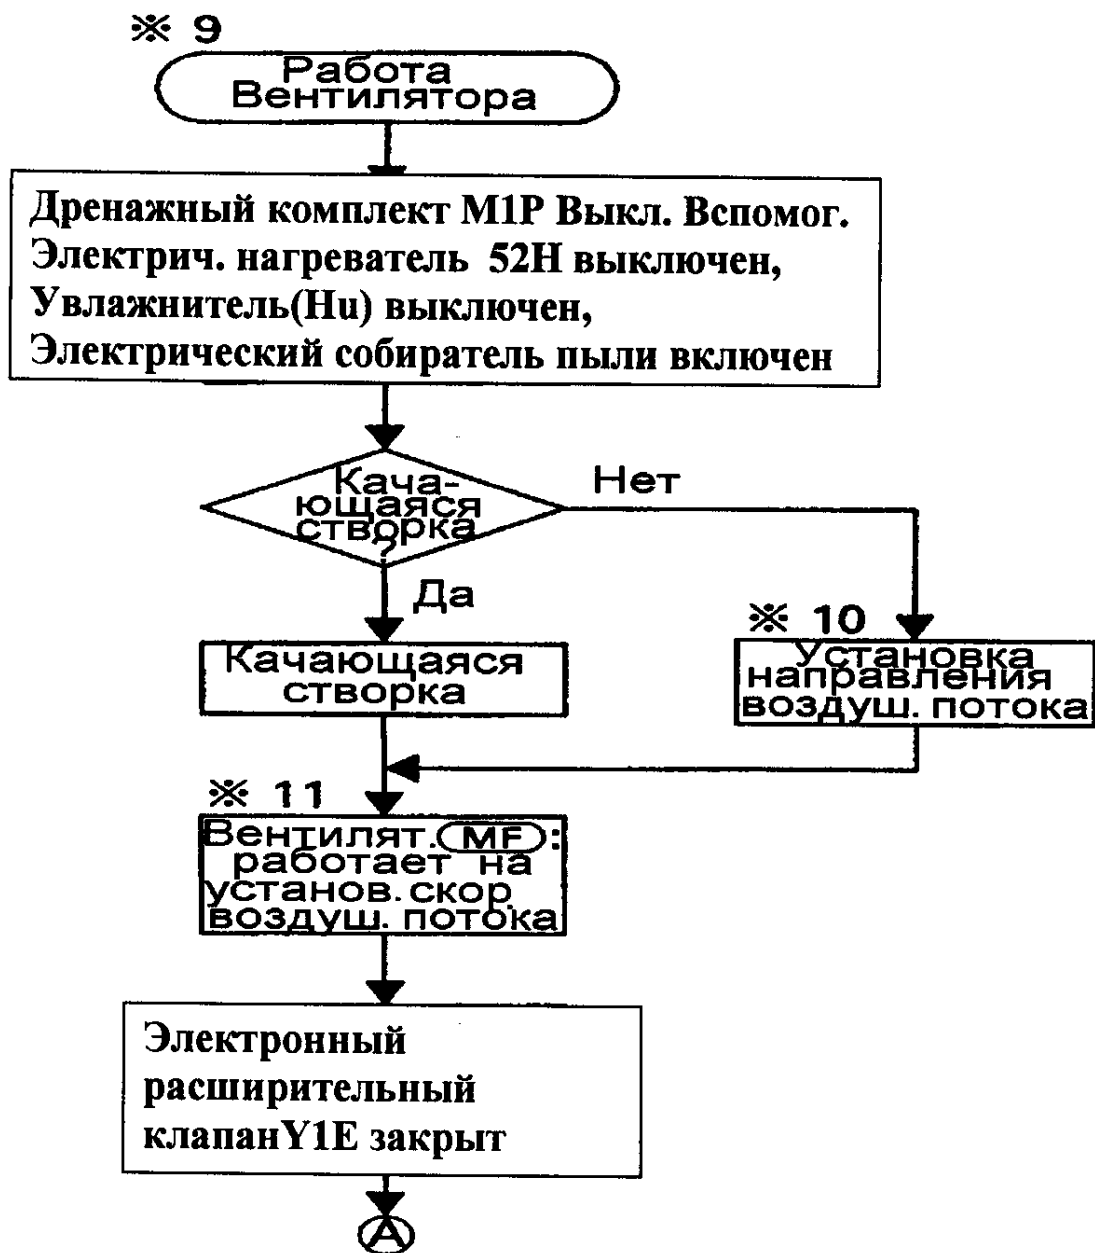 ※ 9
Работа
Вентилятора
Дренажный комплект М1Р Выкл. Вспомог.
Электрич. нагреватель 52Н выключен,
Увлажнитель(Hu) выключен,
Электрический собиратель пыли включен
Кача-
ющаяся
створка
?
Нет
Да
Качающаяся
створка
※ 10
Установка
направления
воздуш. потока
※ 11
Вентилят. MF :
работает на
установ. скор.
воздуш. потока
Электронный
расширительный
клапанY1E закрыт
A